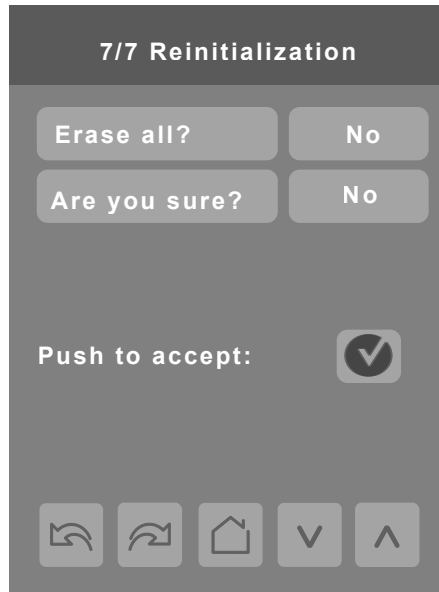 7/7 Reinitialization
Erase all? No
Are you sure? No
Push to accept: